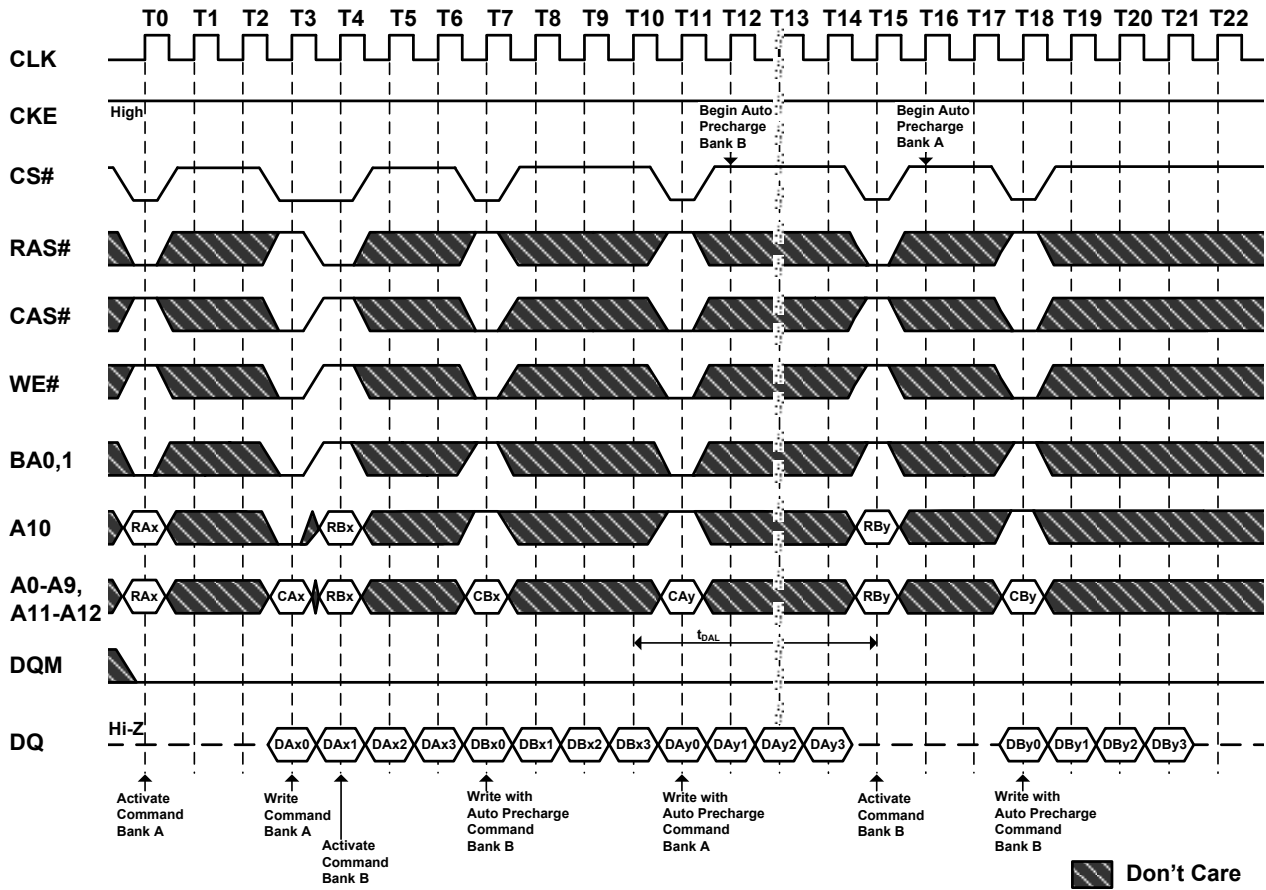 T0 T1 T2 T3 T4 T5 T6 T7 T8 T9 T10 T11 T12 T13 T14 T15 T16 T17 T18 T19 T20 T21 T22
CLK
CKE
High
Begin Auto
Precharge
Bank B
Begin Auto
Precharge
Bank A
CS#
RAS#
CAS#
WE#
BA0,1
A10
RAx RBx RBy
A0-A9,
A11-A12
RAx CAx RBx CBx CAy RBy CBy
tDAL
DQM
Hi-Z
DQ
DAx0 DAx1 DAx2 DAx3 DBx0 DBx1 DBx2 DBx3 DAy0 DAy1 DAy2 DAy3 DBy0 DBy1 DBy2 DBy3
Activate
Command
Bank A
Write
Command
Bank A
Activate
Command
Bank B
Write with
Auto Precharge
Command
Bank B
Write with
Auto Precharge
Command
Bank A
Activate
Command
Bank B
Write with
Auto Precharge
Command
Bank B
Don't Care